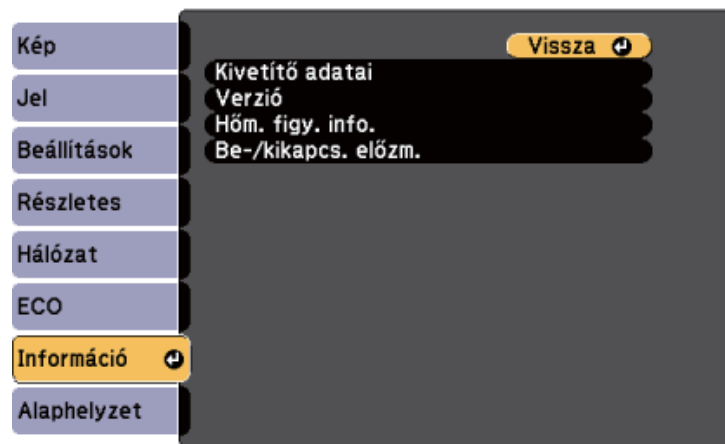 Kép
Jel
Beállítások
Részletes
Hálózat
ECO
Információ
Alaphelyzet
Vissza
Kivetítő adatai
Verzió
Hőm. figy. info.
Be-/kikapcs. előzm.